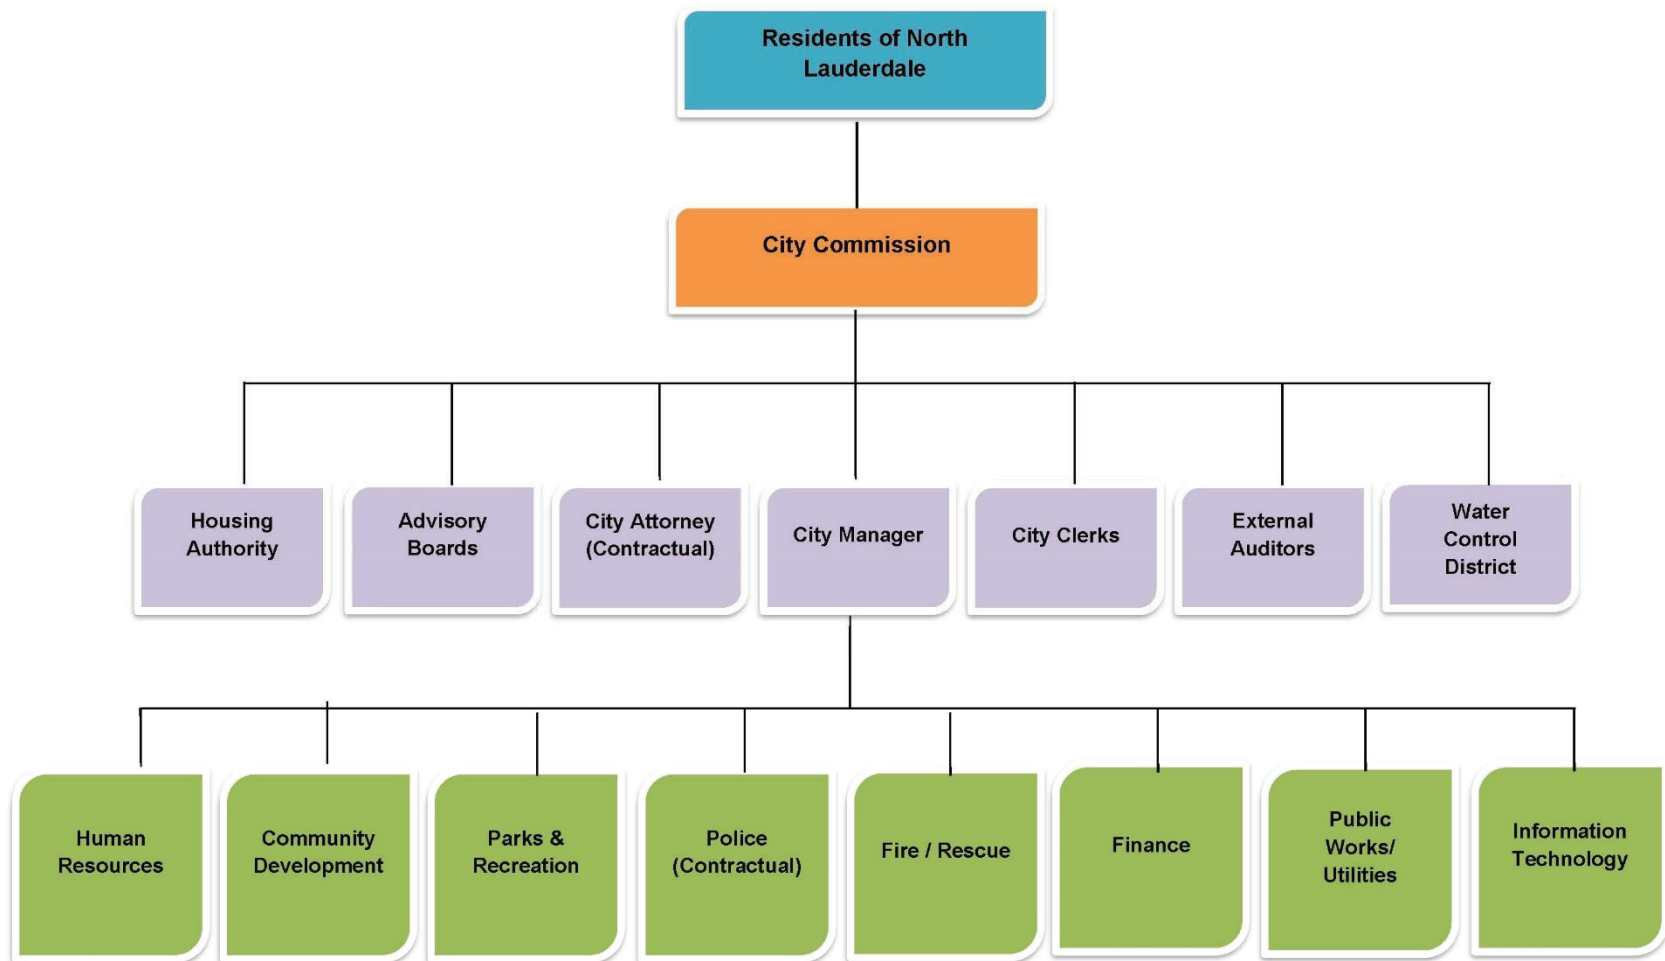 Residents of North
Lauderdale
City Commission
Housing
Authority
Advisory
Boards
City Attorney
(Contractual)
City Manager
City Clerks
External
Auditors
Water
Control
District
Human
Resources
Community
Development
Parks &
Recreation
Police
(Contractual)
Fire / Rescue
Finance
Public
Works/
Utilities
Information
Technology